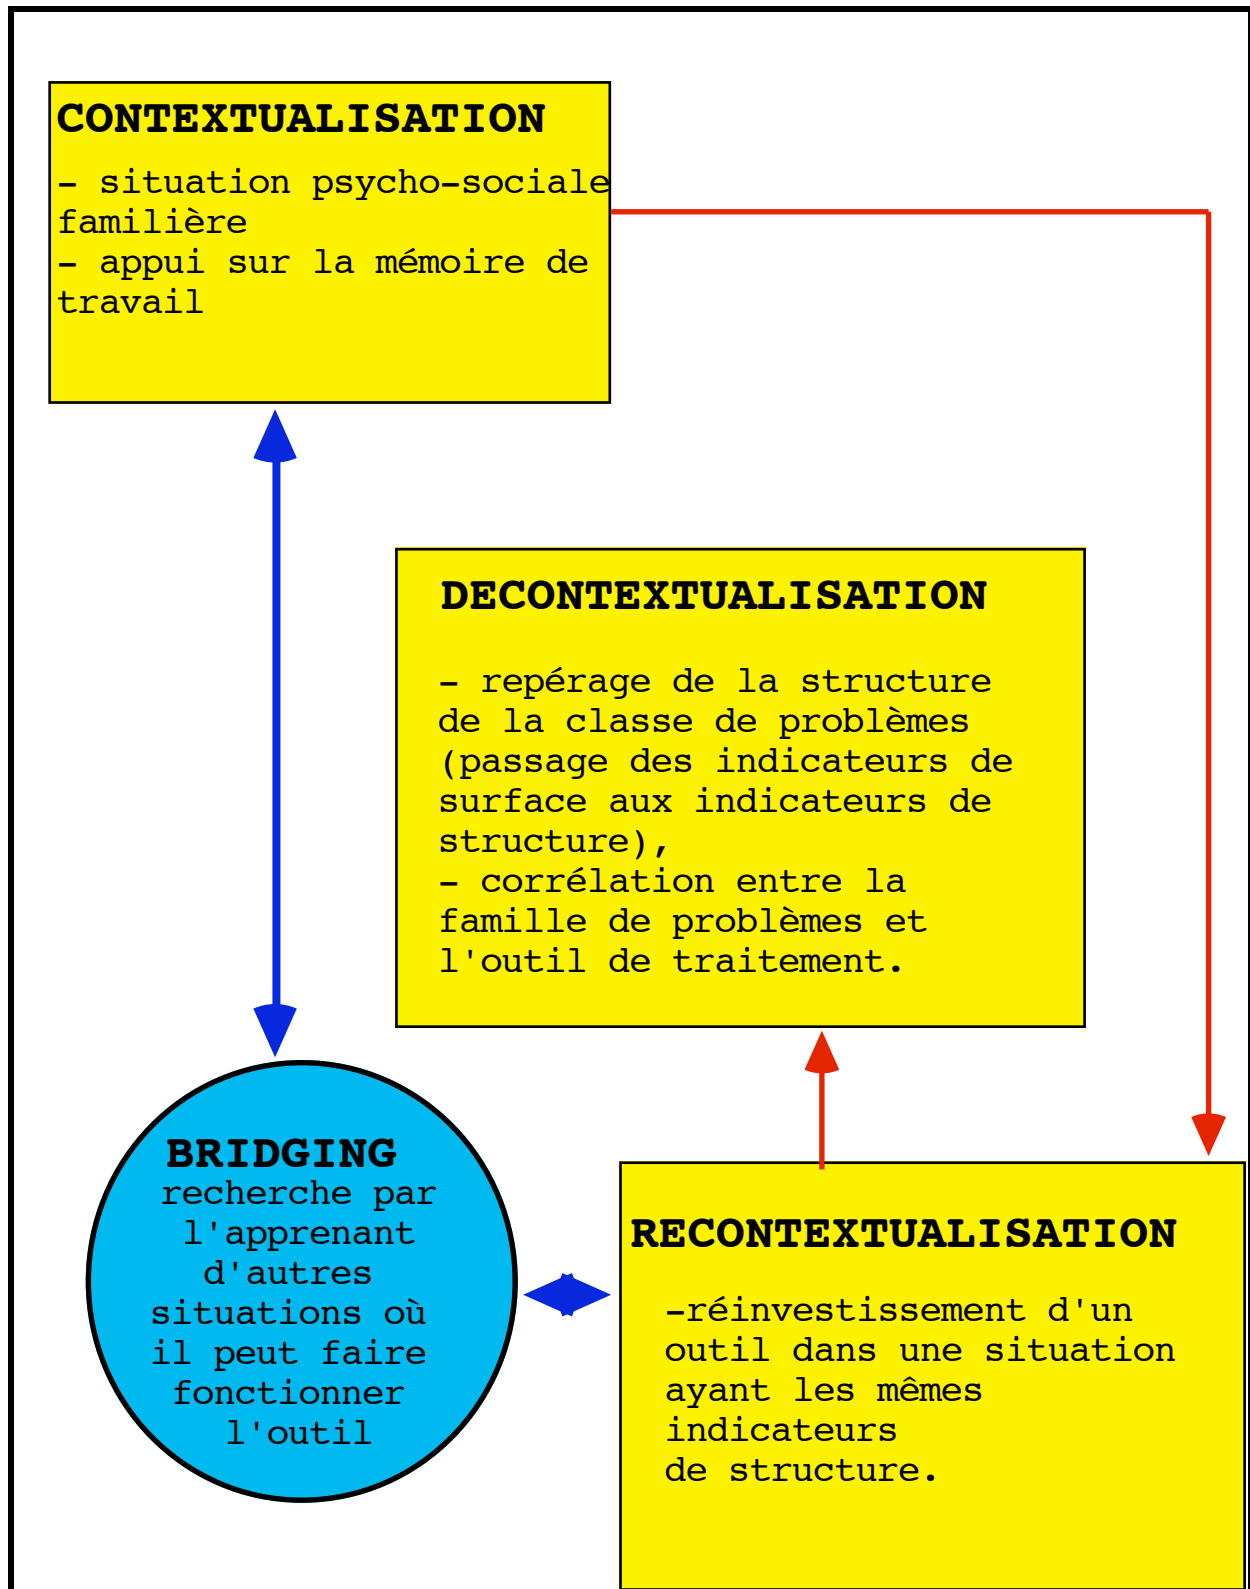 CONTEXTUALISATION
- situation psycho-sociale
familière
- appui sur la mémoire de
travail
DECONTEXTUALISATION
- repérage de la structure
de la classe de problèmes
(passage des indicateurs de
surface aux indicateurs de
structure),
- corrélation entre la
famille de problèmes et
l'outil de traitement.
BRIDGING
recherche par
l'apprenant
d'autres
situations où
il peut faire
fonctionner
l'outil
RECONTEXTUALISATION
-réinvestissement d'un
outil dans une situation
ayant les mêmes
indicateurs
de structure.